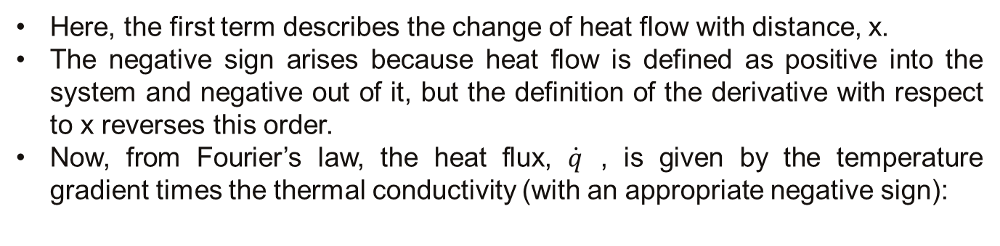 • Here, the first term describes the change of heat flow with distance, x.
• The negative sign arises because heat flow is defined as positive into the
system and negative out of it, but the definition of the derivative with respect
to x reverses this order.
• Now, from Fourier’s law, the heat flux, q̇ , is given by the temperature
gradient times the thermal conductivity (with an appropriate negative sign):